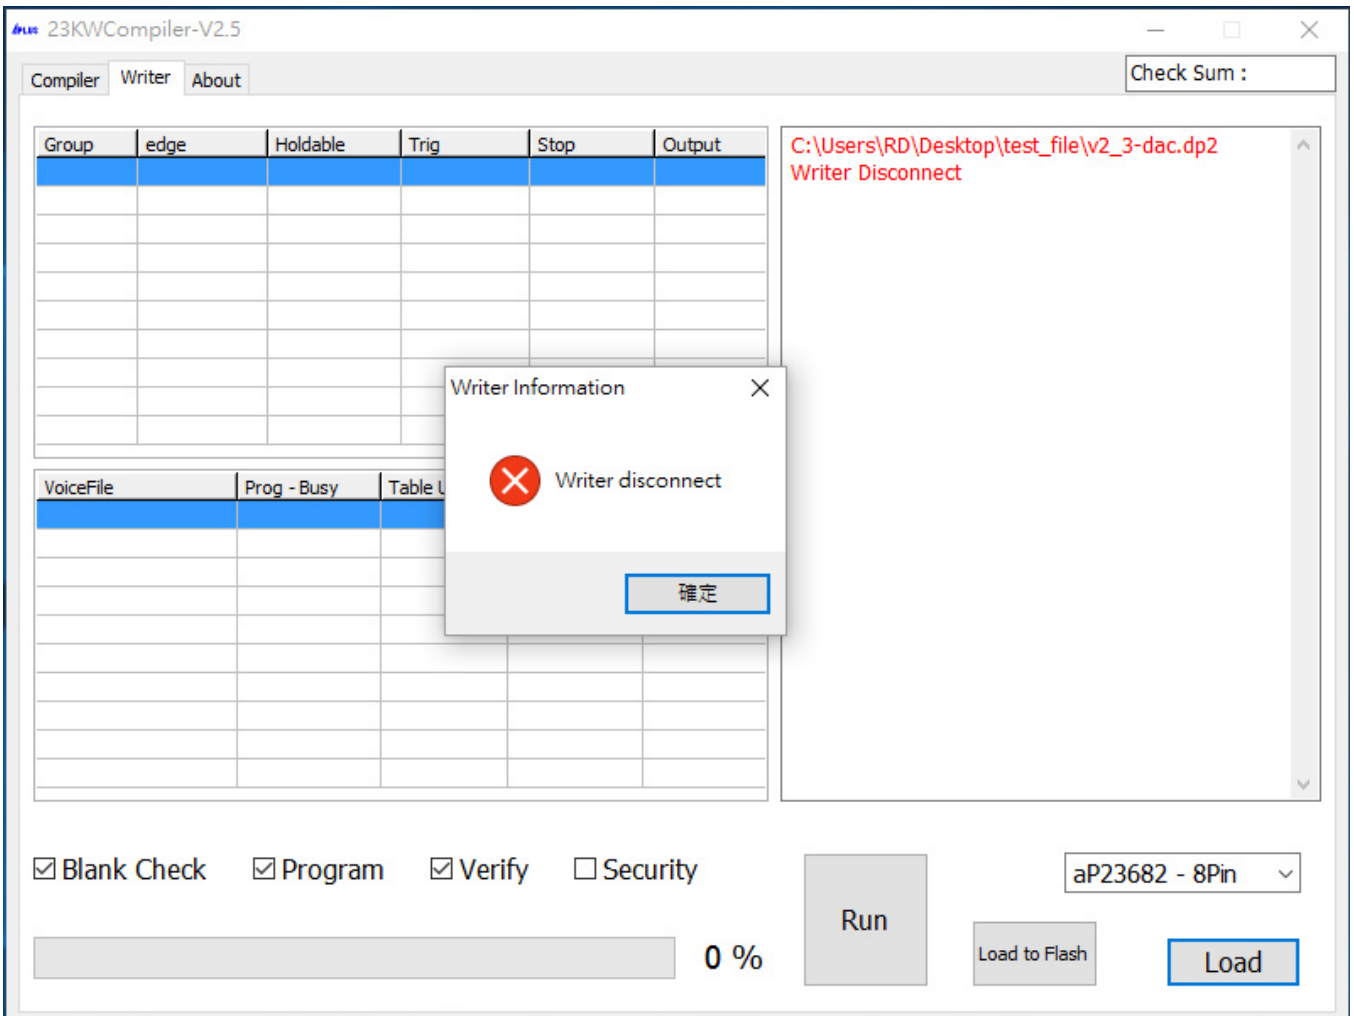 aPLUS 23KWCompiler-V2.5
Compiler Writer About
Check Sum :
Group edge Holdable Trig Stop Output
C:\Users\RD\Desktop\test_file\v2_3-dac.dp2
Writer Disconnect
Writer Information
Writer disconnect
確定
VoiceFile Prog - Busy Table
Blank Check Program Verify Security
aP23682 - 8Pin
Run
Load to Flash
Load
0 %